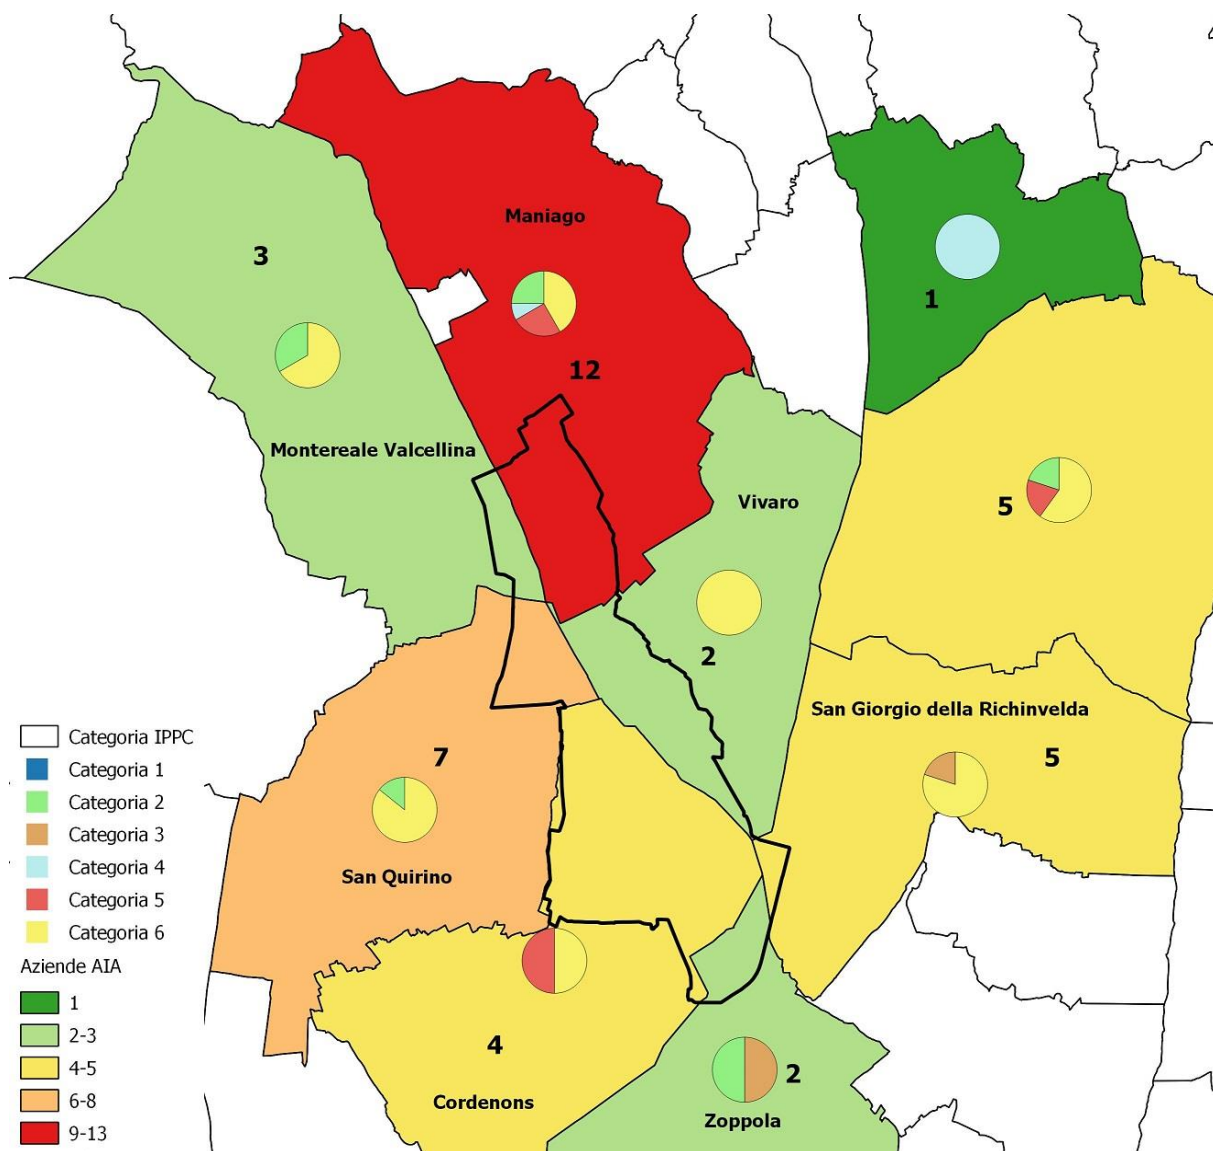 Maniago
3
1
12
Montereale Valcellina
Vivaro
5
2
San Giorgio della Richinvelda
7
5
San Quirino
4
Cordenons
2
Zoppola
Categoria IPPC
Categoria 1
Categoria 2
Categoria 3
Categoria 4
Categoria 5
Categoria 6
Aziende AIA
1
2-3
4-5
6-8
9-13